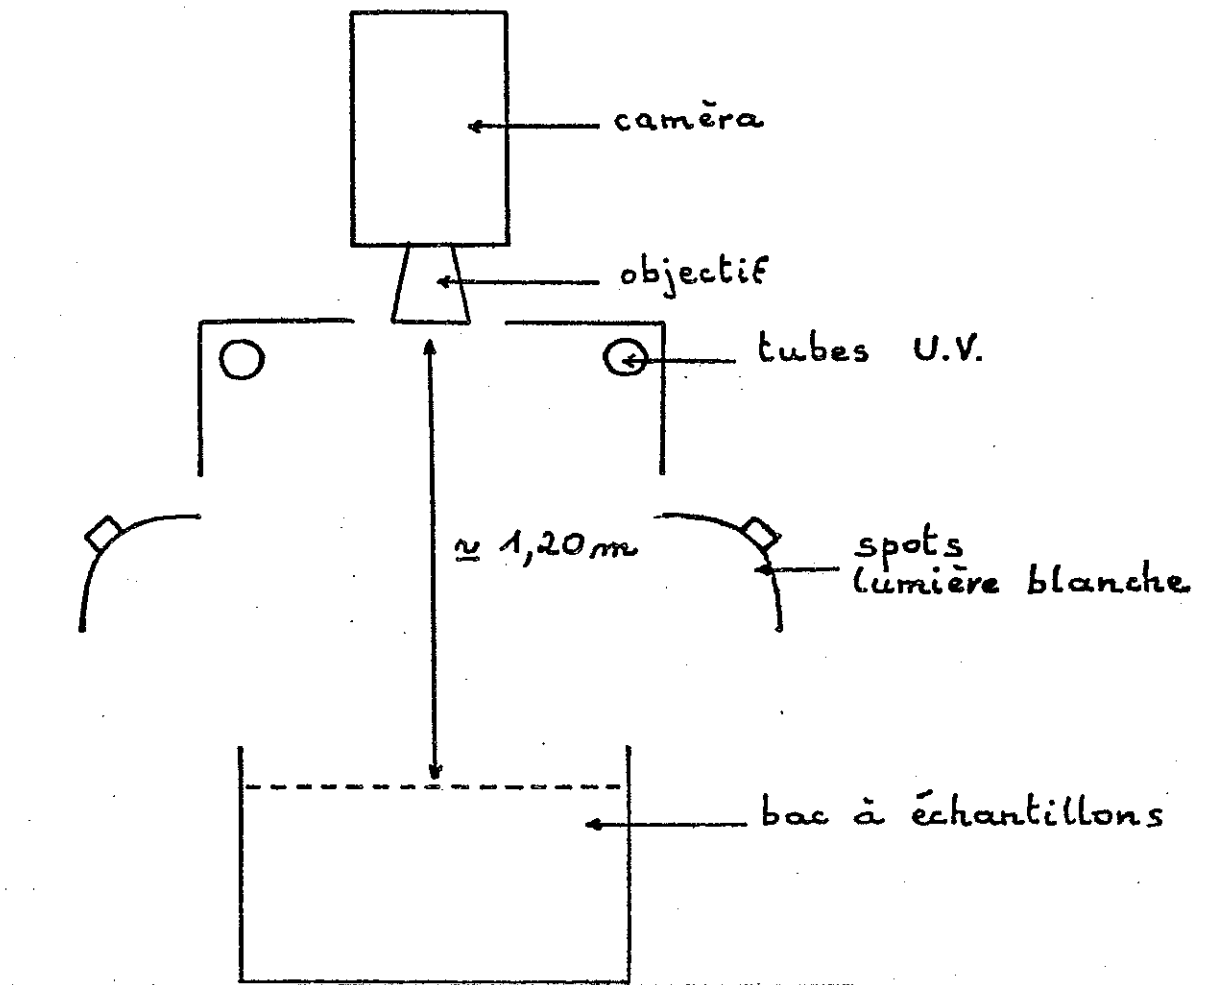 caméra
objectif
tubes U.V.
≃ 1,20 m
spots
lumière blanche
bac à échantillons